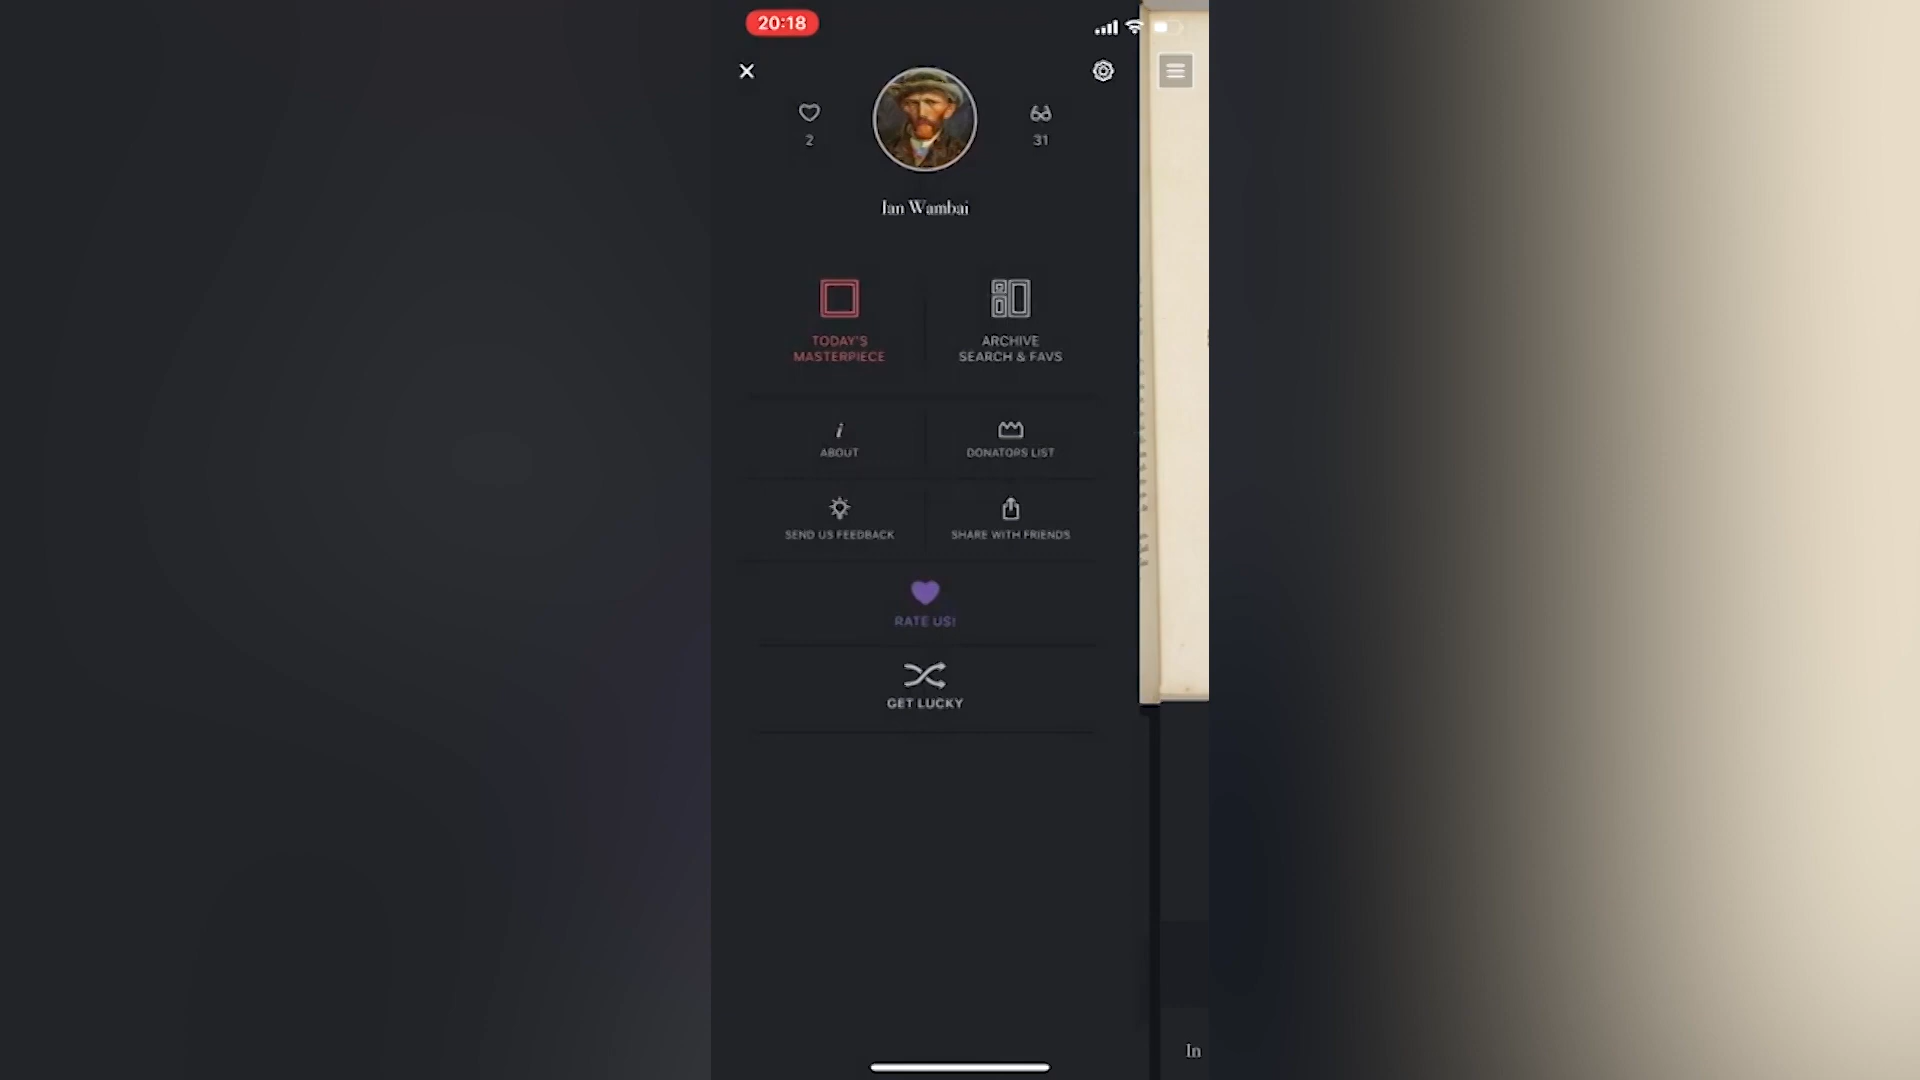 20:18
2
31
Ian Wambai
TODAY'S
MASTERPIECE
ARCHIVE
SEARCH & FAVS
i
ABOUT
DONATORS LIST
SEND US FEEDBACK
SHARE WITH FRIENDS
RATE US!
GET LUCKY
In